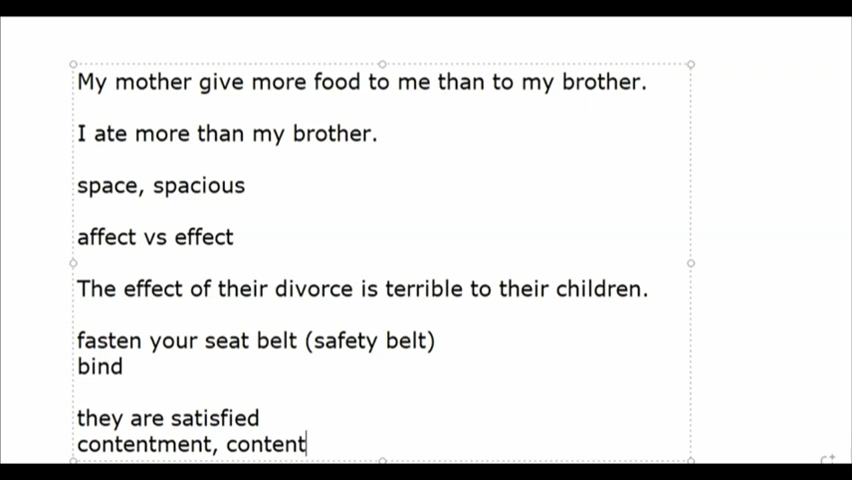 My mother give more food to me than to my brother.
I ate more than my brother.
space, spacious
affect vs effect
The effect of their divorce is terrible to their children.
fasten your seat belt (safety belt)
bind
they are satisfied
contentment, content